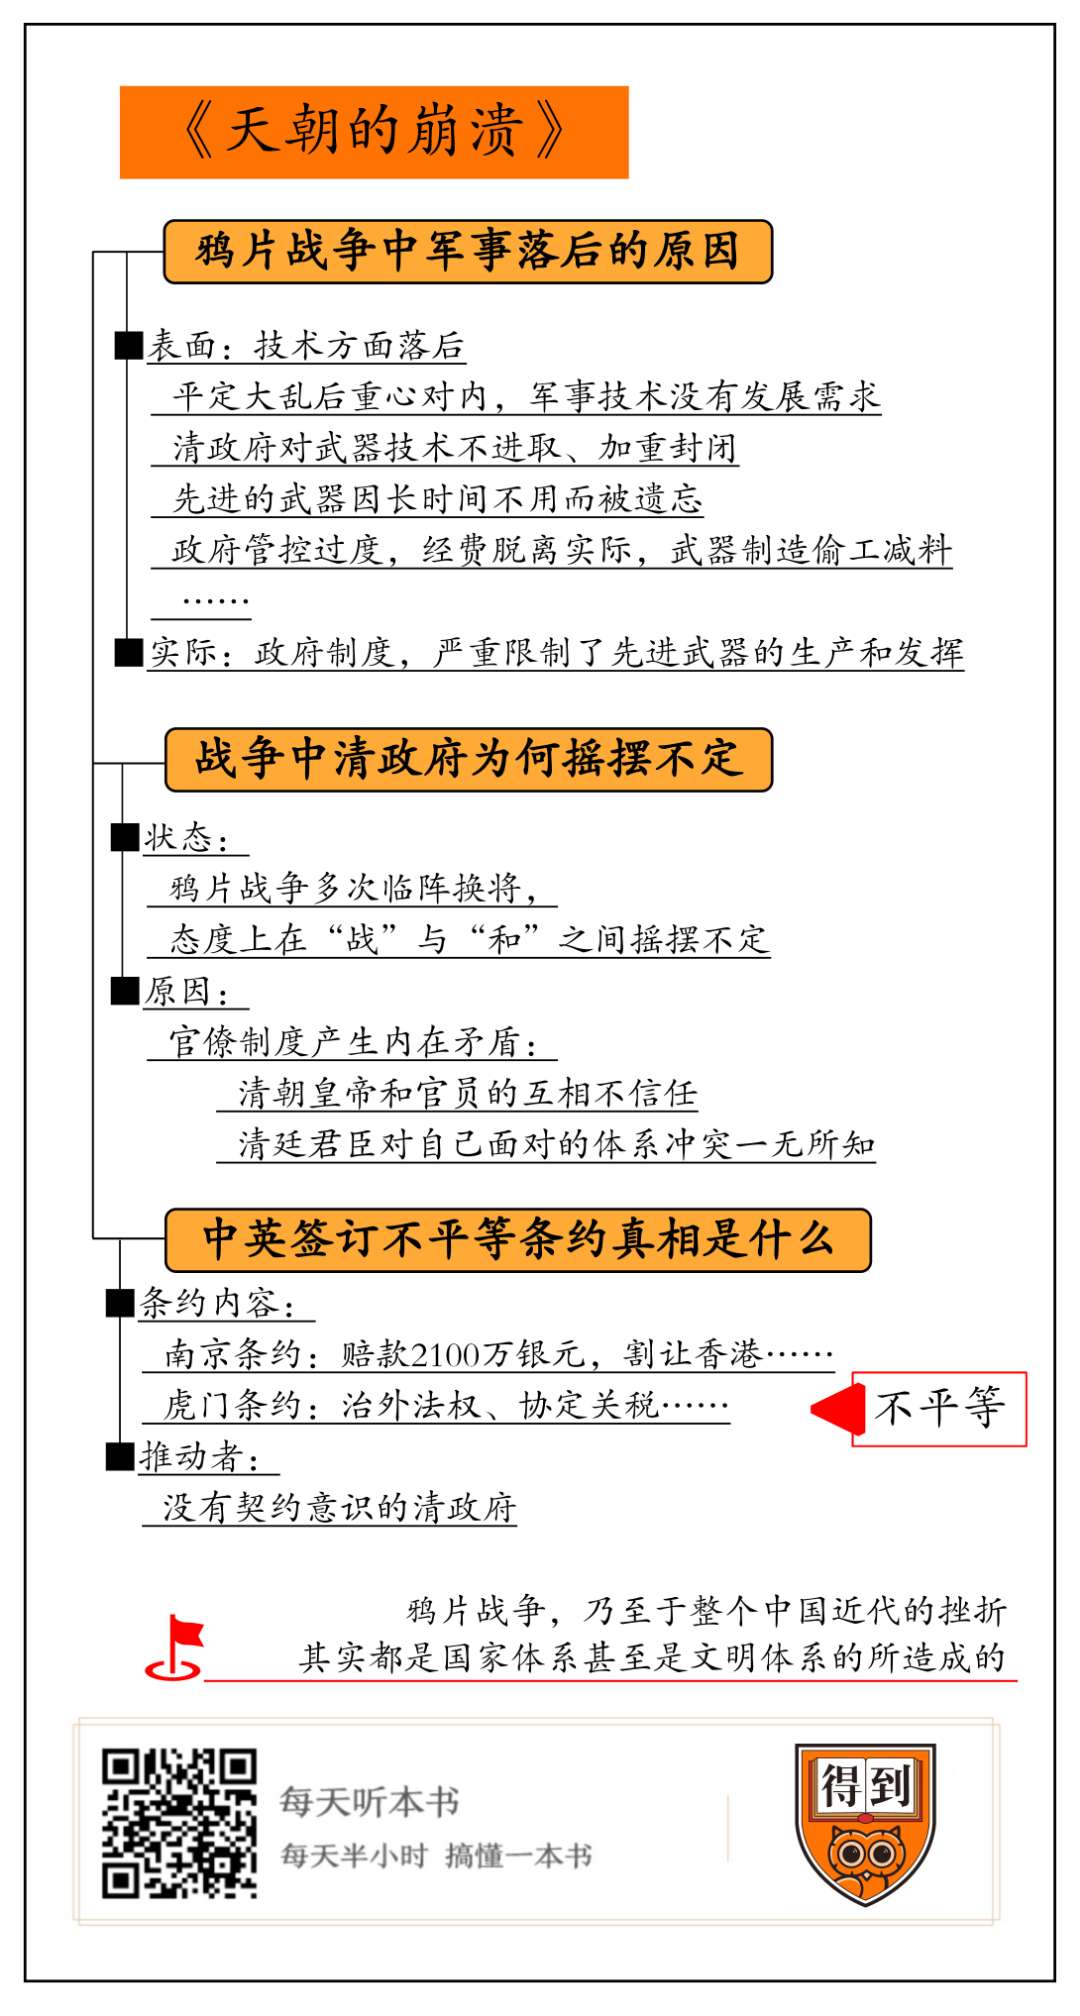 《天朝的崩溃》
鸦片战争中军事落后的原因
表面：技术方面落后
平定大乱后重心对内，军事技术没有发展需求
清政府对武器技术不进取、加重封闭
先进的武器因长时间不用而被遗忘
政府管控过度，经费脱离实际，武器制造偷工减料
……
实际：政府制度，严重限制了先进武器的生产和发挥
战争中清政府为何摇摆不定
状态：
鸦片战争多次临阵换将，
态度上在“战”与“和”之间摇摆不定
原因：
官僚制度产生内在矛盾：
清朝皇帝和官员的互相不信任
清廷君臣对自己面对的体系冲突一无所知
中英签订不平等条约真相是什么
条约内容：
南京条约：赔款2100万银元，割让香港……
虎门条约：治外法权、协定关税……
不平等
推动者：
没有契约意识的清政府
鸦片战争，乃至于整个中国近代的挫折
其实都是国家体系甚至是文明体系的所造成的
每天听本书
每天半小时 搞懂一本书
得到